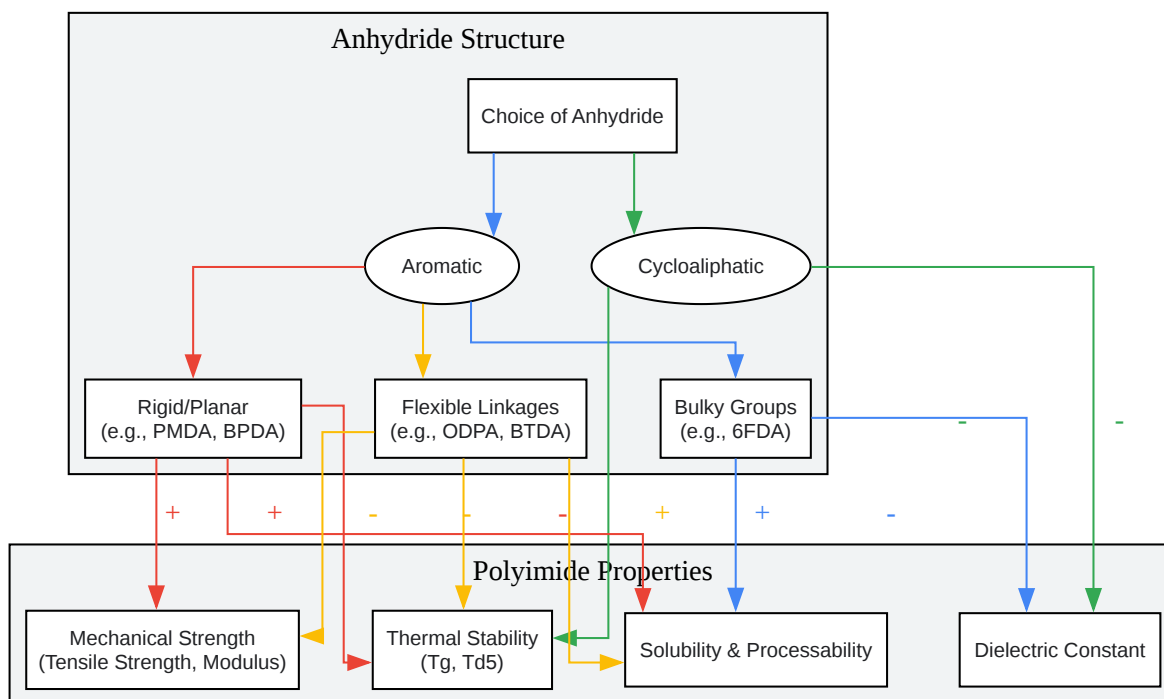 Anhydride Structure
Choice of Anhydride
Aromatic
Cycloaliphatic
Rigid/Planar
(e.g., PMDA, BPDA)
Flexible Linkages
(e.g., ODPA, BTDA)
Bulky Groups
(e.g., 6FDA)
- -
+ + - - - + + -
Polyimide Properties
Mechanical Strength
(Tensile Strength, Modulus)
Thermal Stability
(Tg, Td5)
Solubility & Processability
Dielectric Constant